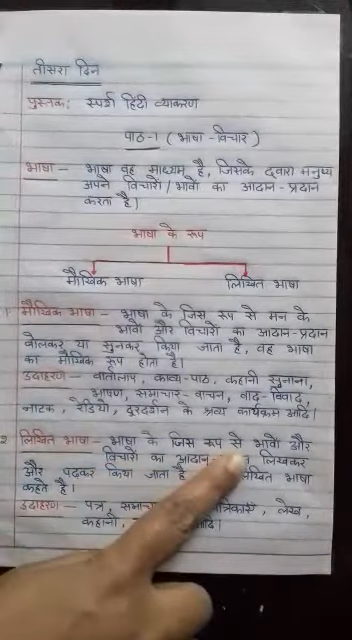 तीसरा दिन
पुस्तक: स्पर्श हिंदी व्याकरण
पाठ-1 (भाषा-विचार)
भाषा- भाषा वह माध्यम है, जिसके द्वारा मनुष्य
अपने विचारों/भावों का आदान-प्रदान
करता है।
भाषा के रूप
मौखिक भाषा लिखित भाषा
मौखिक भाषा- भाषा के जिस रूप से मन के
भावों और विचारों का आदान-प्रदान
बोलकर या सुनकर किया जाता है, वह भाषा
का मौखिक रूप होता है।
उदाहरण- वार्तालाप, काव्य-पाठ, कहानी सुनाना,
भाषण, समाचार-वाचन, वाद-विवाद,
नाटक, रेडियो, दूरदर्शन के श्रव्य कार्यक्रम आदि।
2 लिखित भाषा- भाषा के जिस रूप से भावों और
विचारों का आदान- लिखकर
और पढ़कर किया जाता है लिखित भाषा
कहते है।
उदाहरण- पत्र, लेख,
कहानी,